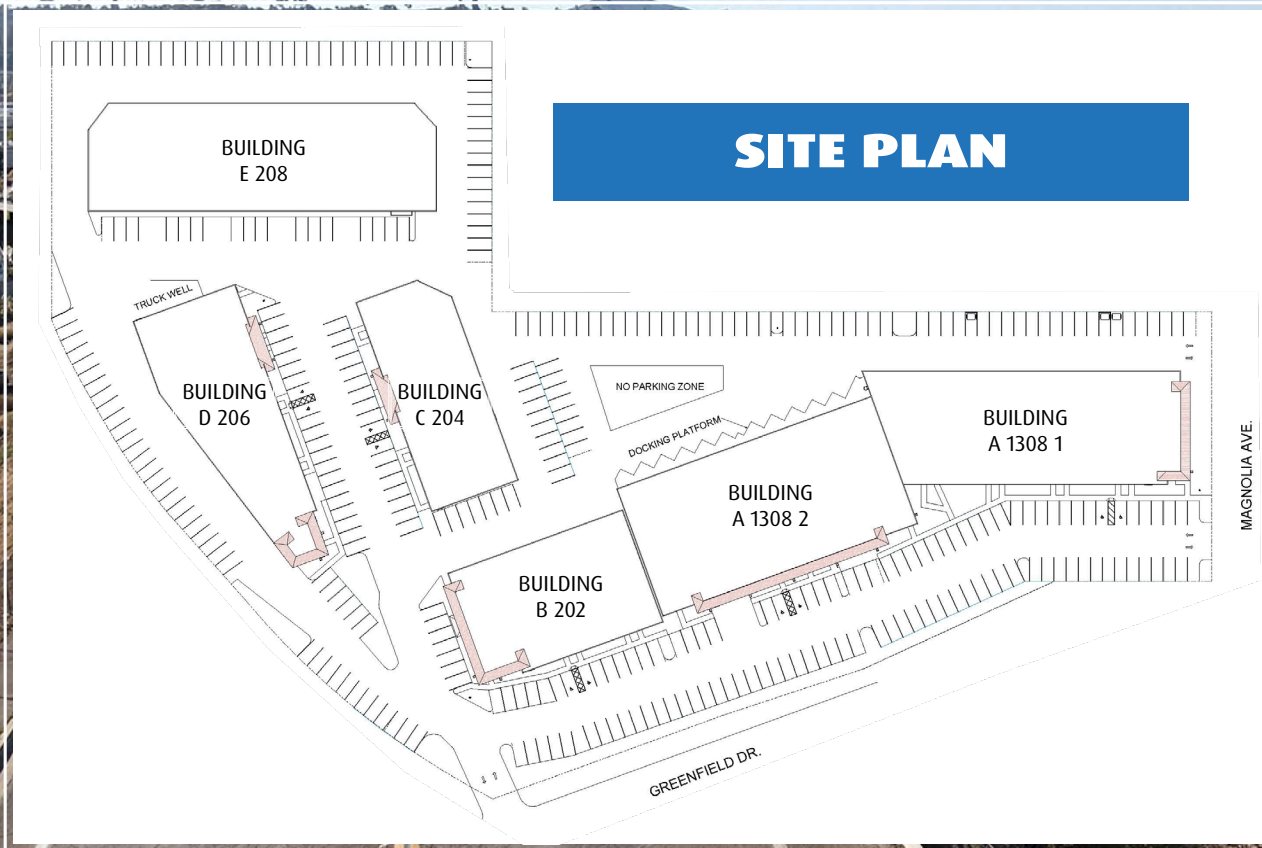 SITE PLAN
BUILDING
E 208
TRUCK WELL
BUILDING
D 206
BUILDING
C 204
NO PARKING ZONE
DOCKING PLATFORM
BUILDING
A 1308 1
BUILDING
A 1308 2
BUILDING
B 202
MAGNOLIA AVE.
GREENFIELD DR.